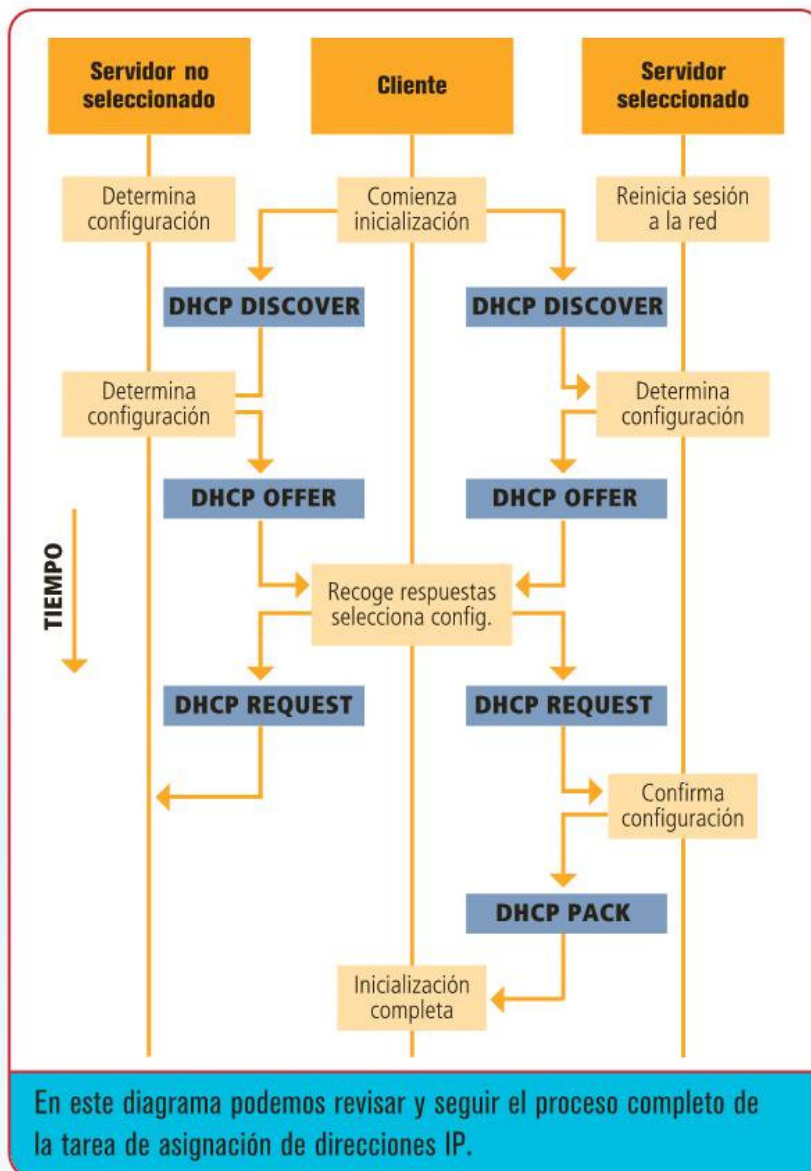 Servidor no
seleccionado
Cliente
Servidor
seleccionado
Determina
configuración
Comienza
inicialización
Reinicia sesión
a la red
DHCP DISCOVER
DHCP DISCOVER
Determina
configuración
Determina
configuración
DHCP OFFER
DHCP OFFER
TIEMPO
Recoge respuestas
selecciona config.
DHCP REQUEST
DHCP REQUEST
Confirma
configuración
DHCP PACK
Inicialización
completa
En este diagrama podemos revisar y seguir el proceso completo de
la tarea de asignación de direcciones IP.